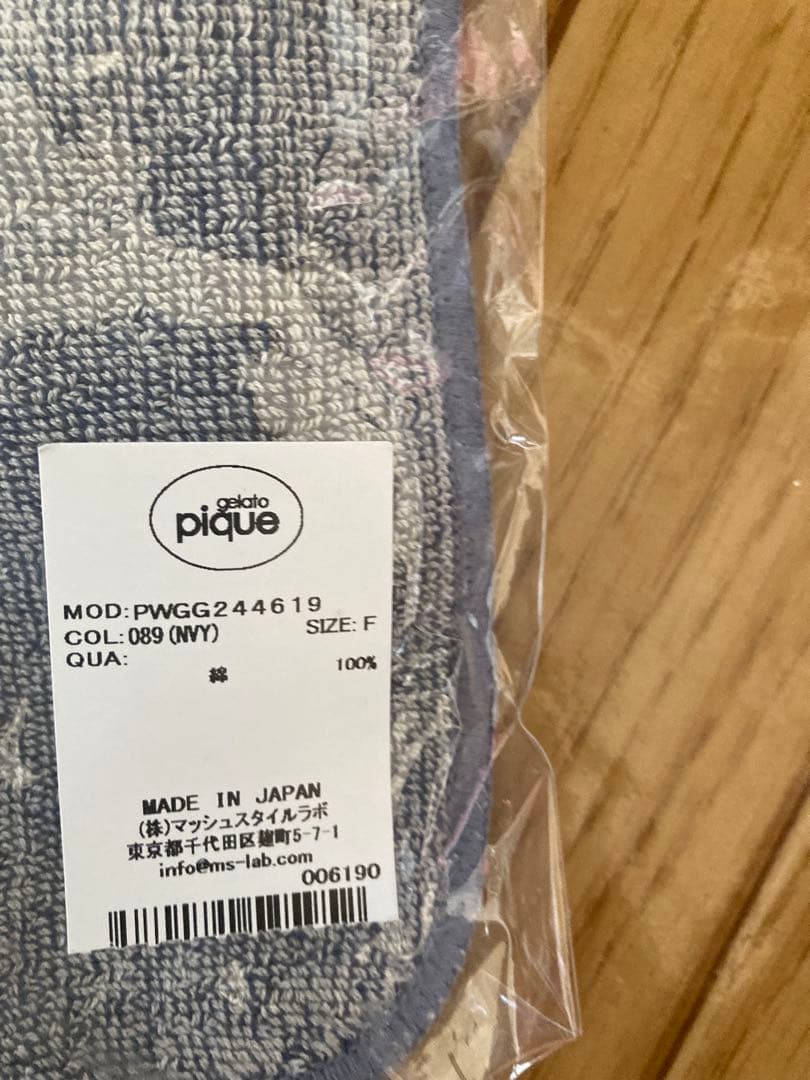 gelato
pique
MOD:PWGG244619
COL:089(NVY) SIZE:F
QUA:
綿 100%
MADE IN JAPAN
(株)マッシュスタイルラボ
東京都千代田区麹町5-7-1
info@ms-lab.com
006190